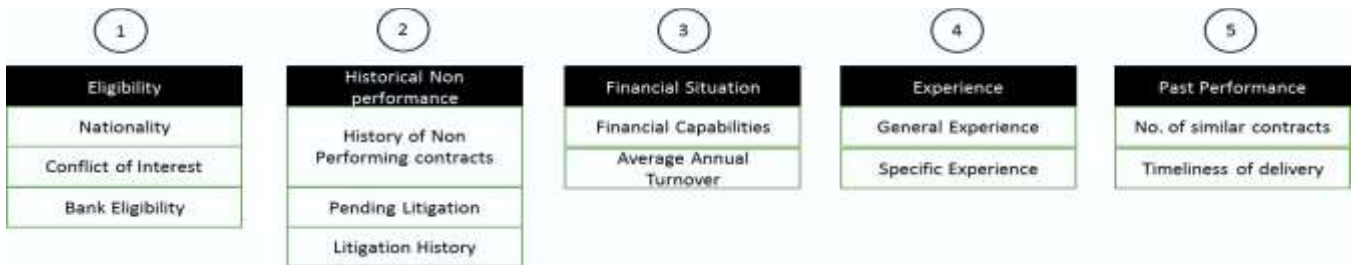 1
Eligibility
Nationality
Conflict of Interest
Bank Eligibility
2
Historical Non
performance
History of Non
Performing contracts
Pending Litigation
Litigation History
3
Financial Situation
Financial Capabilities
Average Annual
Turnover
4
Experience
General Experience
Specific Experience
5
Past Performance
No. of similar contracts
Timeliness of delivery